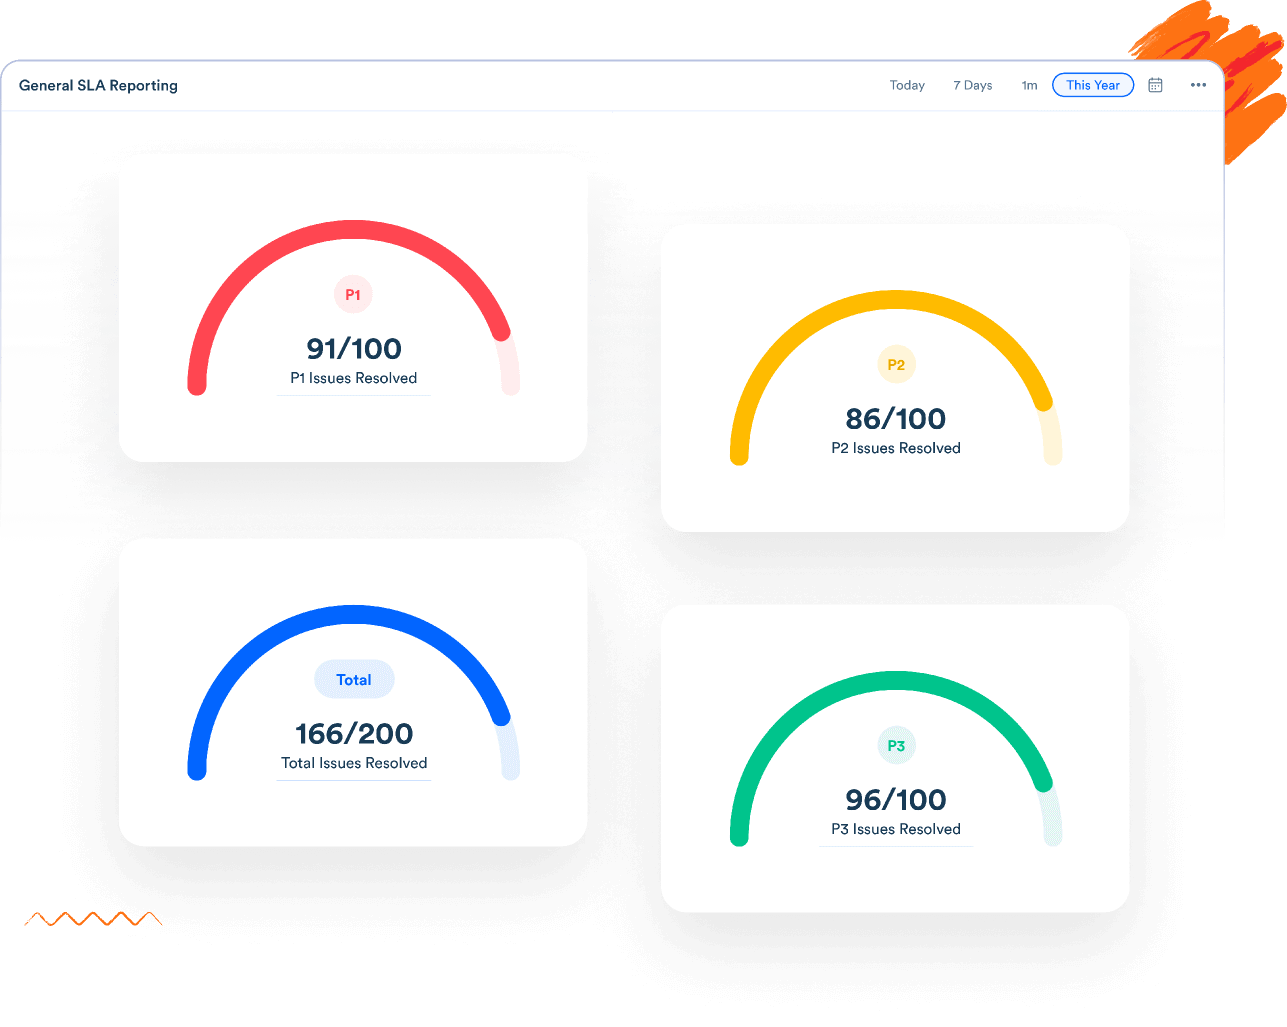 General SLA Reporting
Today 7 Days 1m This Year
P1
91/100
P1 Issues Resolved
P2
86/100
P2 Issues Resolved
Total
166/200
Total Issues Resolved
P3
96/100
P3 Issues Resolved